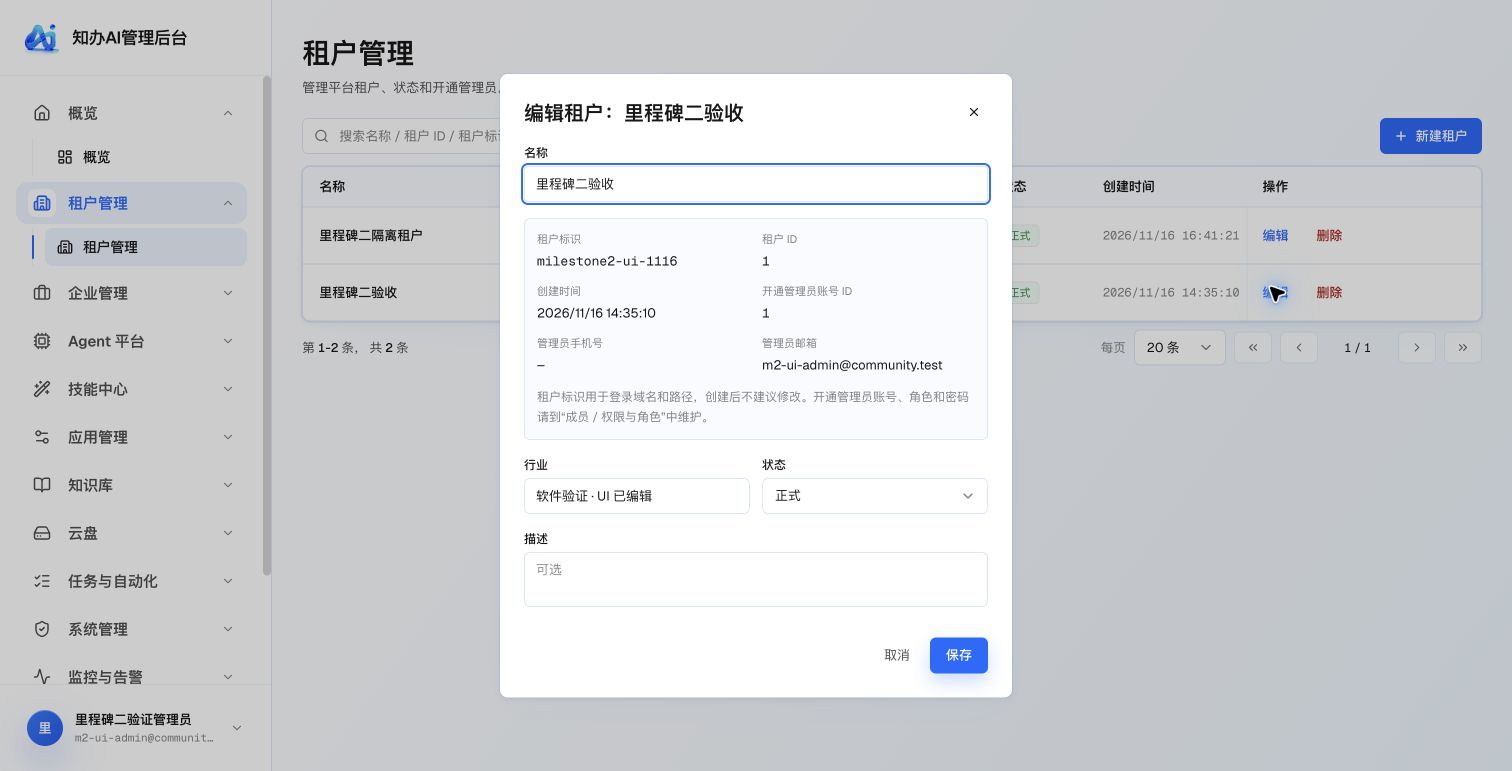 知办AI管理后台
概览
概览
租户管理
租户管理
企业管理
Agent 平台
技能中心
应用管理
知识库
云盘
任务与自动化
系统管理
监控与告警
里
里程碑二验证管理员
m2-ui-admin@communit…
租户管理
管理平台租户、状态和开通管理员
搜索名称 / 租户 ID / 租户标
新建租户
名称
态
创建时间
操作
里程碑二隔离租户
正式
2026/11/16 16:41:21
编辑
删除
里程碑二验收
正式
2026/11/16 14:35:10
删除
第 1-2 条， 共 2 条
每页
20 条
1 / 1
编辑租户：里程碑二验收
名称
里程碑二验收
租户标识
租户 ID
milestone2-ui-1116
1
创建时间
开通管理员账号 ID
2026/11/16 14:35:10
1
管理员手机号
管理员邮箱
–
m2-ui-admin@community.test
租户标识用于登录域名和路径，创建后不建议修改。开通管理员账号、角色和密码
请到“成员 / 权限与角色”中维护。
行业
状态
软件验证 · UI 已编辑
正式
描述
可选
取消
保存